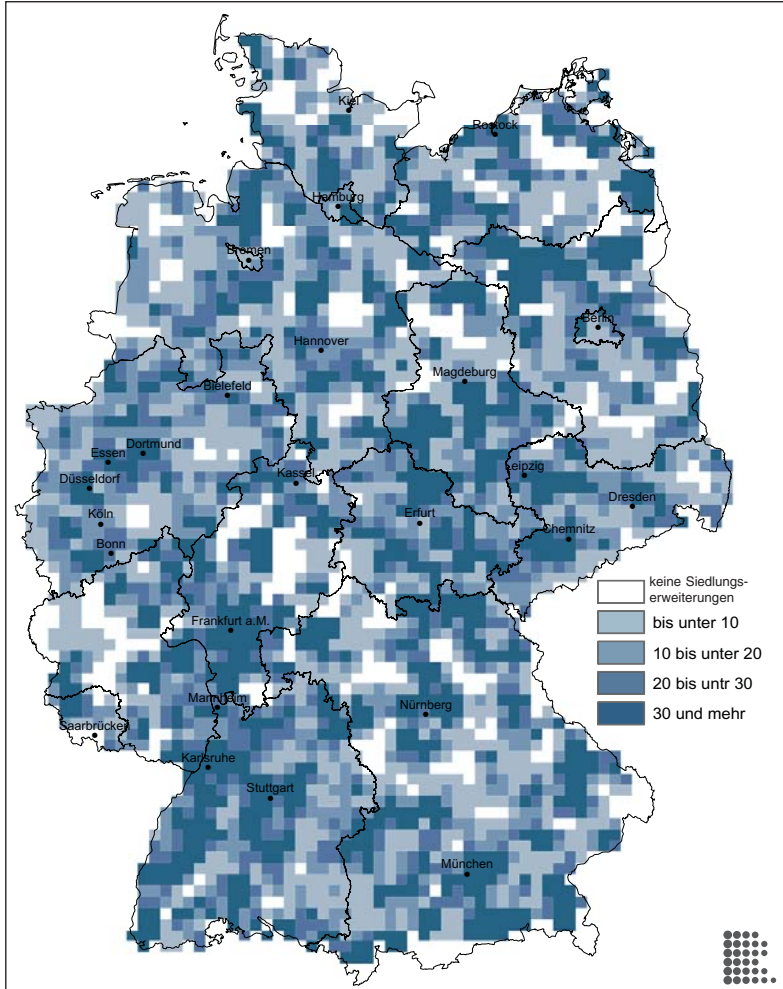 Kiel
Rostock
Hamburg
Bremen
Berlin
Hannover
Magdeburg
Bielefeld
Dortmund
Essen
Kassel
Leipzig
Düsseldorf
Dresden
Köln
Erfurt
Chemnitz
Bonn
keine Siedlungs-
erweiterungen
bis unter 10
Frankfurt a.M.
10 bis unter 20
20 bis untr 30
Mannheim
Nürnberg
30 und mehr
Saarbrücken
Karlsruhe
Stuttgart
München